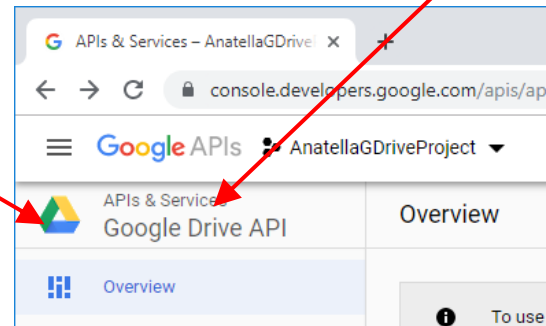 APIs & Services – AnatellaGDrive
console.developers.google.com/apis/ap
Google APIs AnatellaGDriveProject
APIs & Services
Google Drive API
Overview
Overview
To use